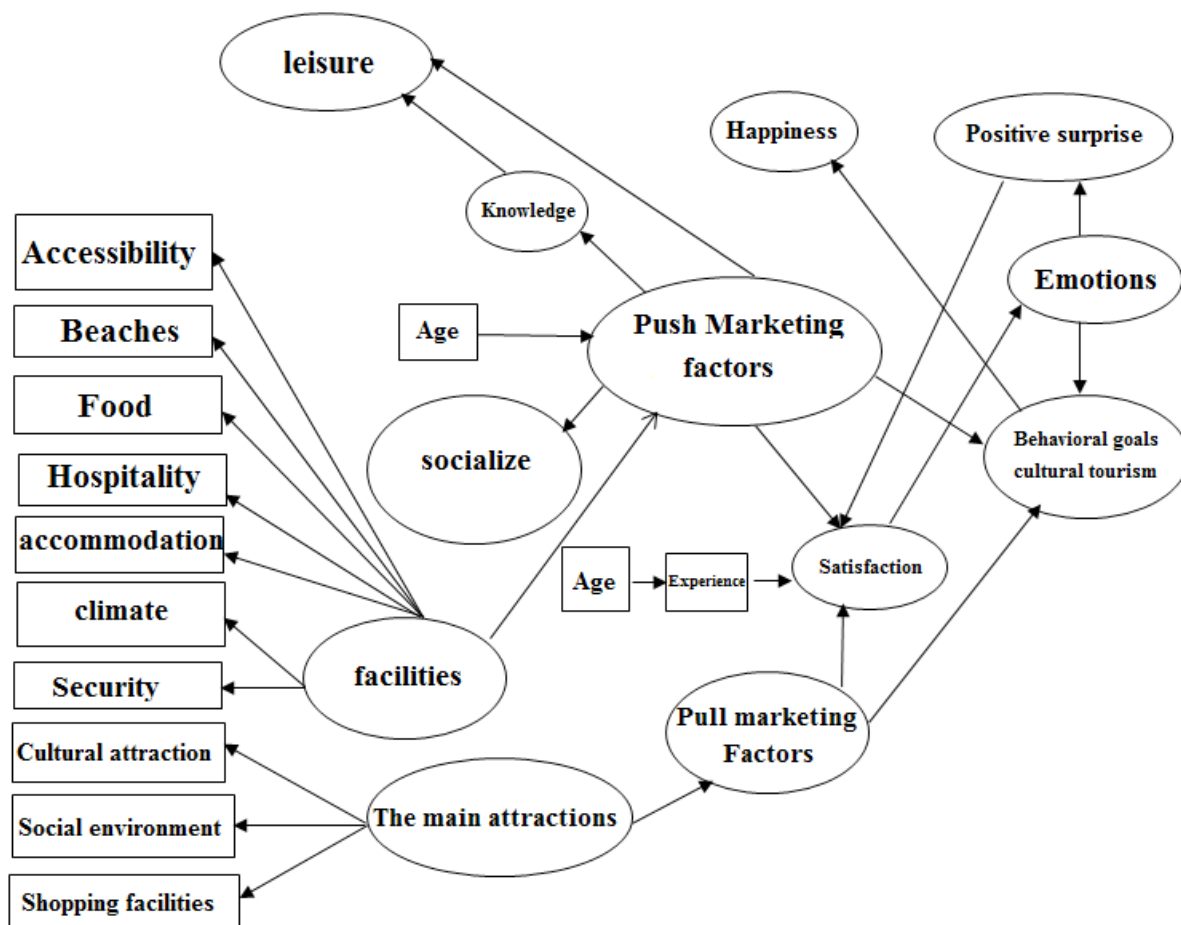 leisure
Happiness
Positive surprise
Knowledge
Accessibility
Emotions
Beaches
Age
Push Marketing
factors
Food
Behavioral goals
cultural tourism
socialize
Hospitality
accommodation
Satisfaction
Age
Experience
climate
facilities
Security
Pull marketing
Factors
Cultural attraction
The main attractions
Social environment
Shopping facilities